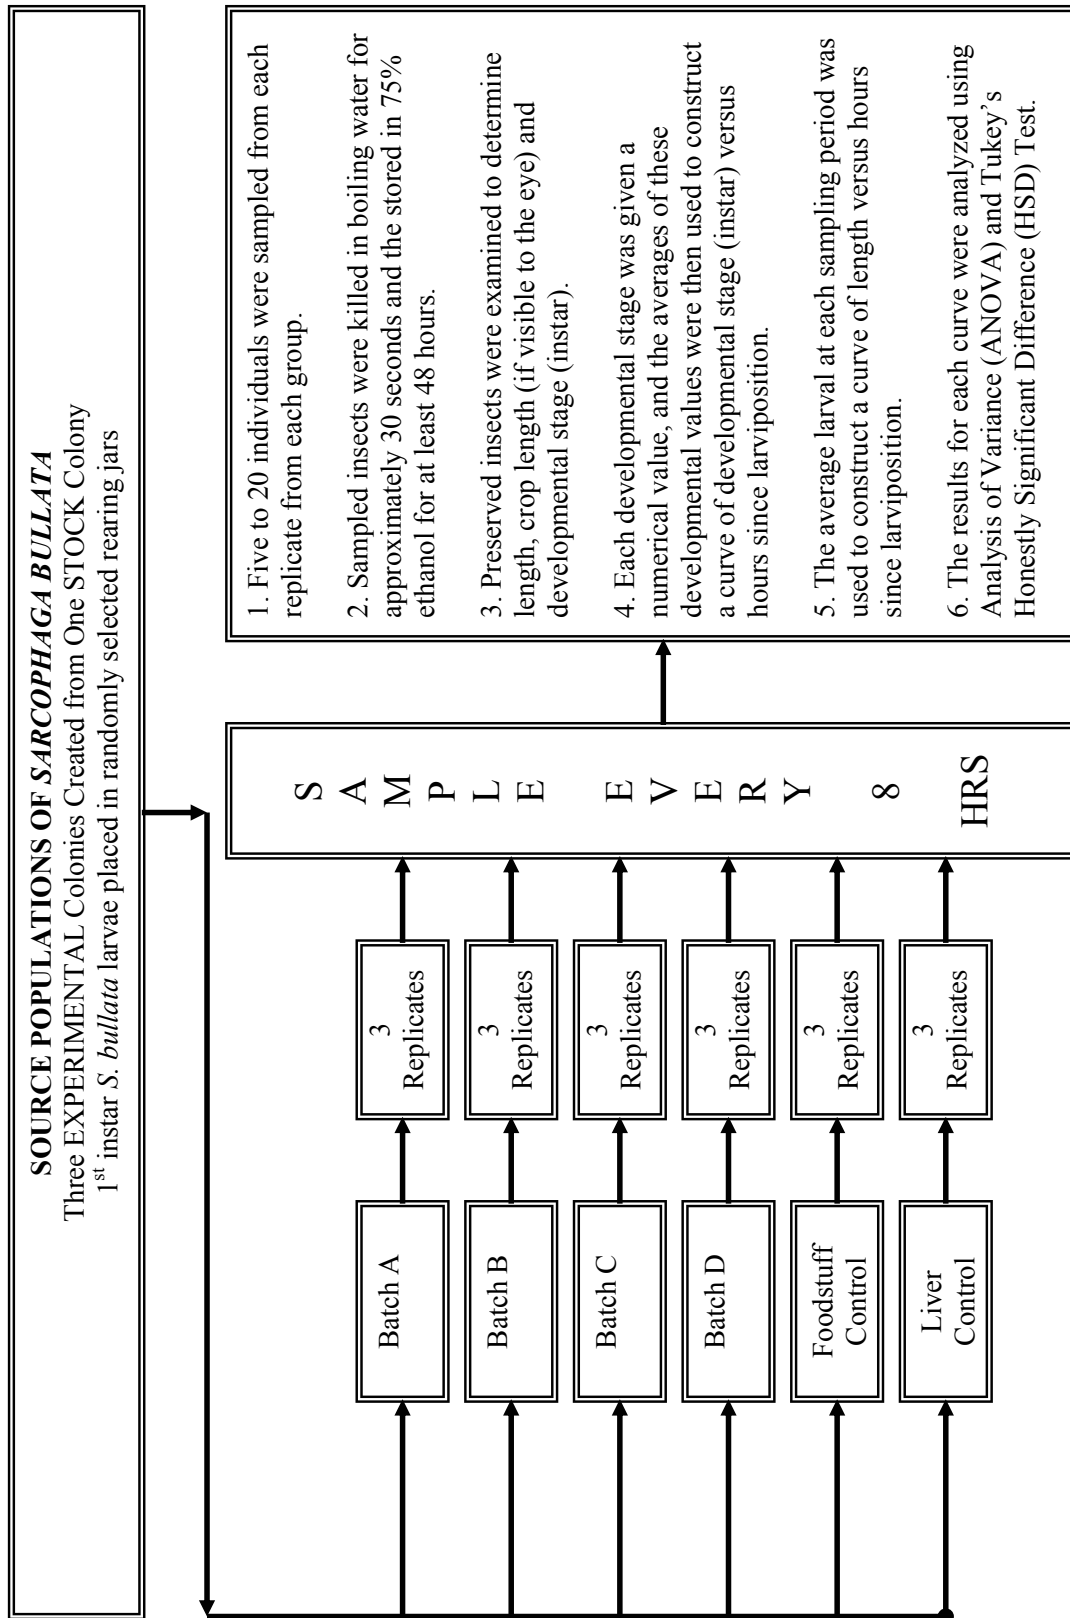 SOURCE POPULATIONS OF SARCOPHAGA BULLATA
Three EXPERIMENTAL Colonies Created from One STOCK Colony
1st instar S. bullata larvae placed in randomly selected rearing jars
Batch A
Batch B
Batch C
Batch D
Foodstuff
Control
Liver
Control
3
Replicates
3
Replicates
3
Replicates
3
Replicates
3
Replicates
3
Replicates
S
A
M
P
L
E
E
V
E
R
Y
8
HRS
1. Five to 20 individuals were sampled from each
replicate from each group.
2. Sampled insects were killed in boiling water for
approximately 30 seconds and the stored in 75%
ethanol for at least 48 hours.
3. Preserved insects were examined to determine
length, crop length (if visible to the eye) and
developmental stage (instar).
4. Each developmental stage was given a
numerical value, and the averages of these
developmental values were then used to construct
a curve of developmental stage (instar) versus
hours since larviposition.
5. The average larval at each sampling period was
used to construct a curve of length versus hours
since larviposition.
6. The results for each curve were analyzed using
Analysis of Variance (ANOVA) and Tukey's
Honestly Significant Difference (HSD) Test.